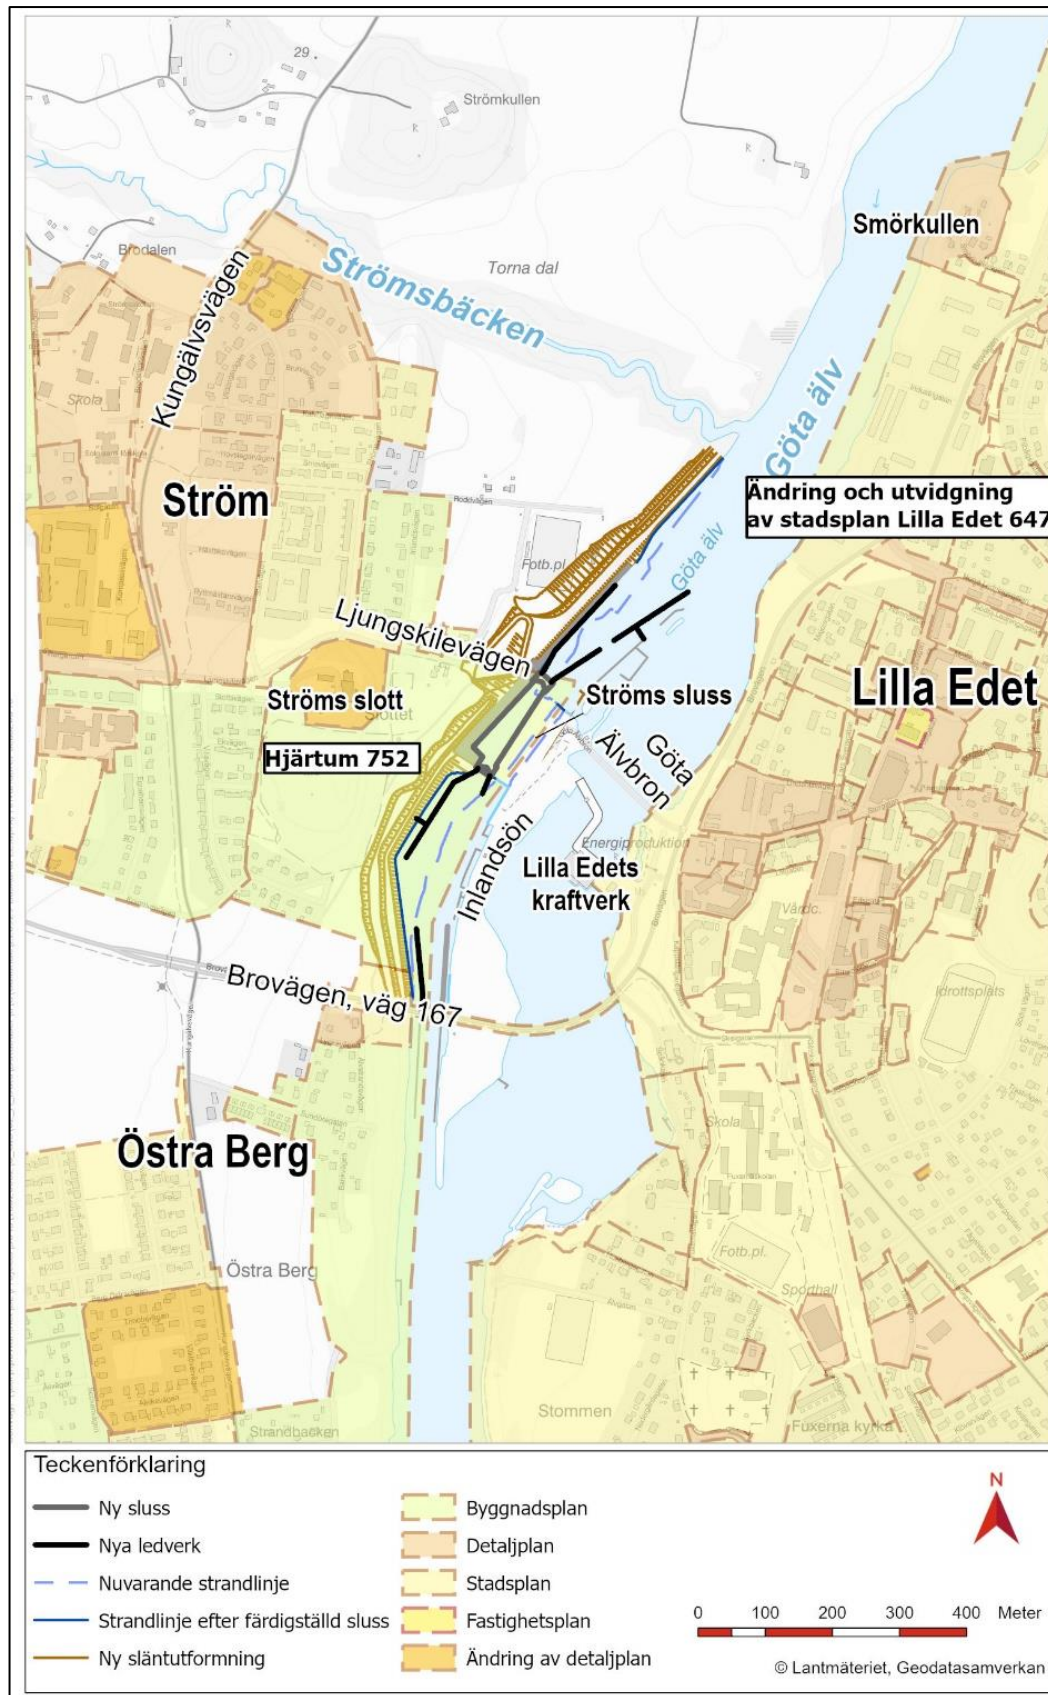 29
Strömkullen
Smörkullen
Brodalen
Torna dal
Strömsbäcken
Kungälvsvägen
Skola
Göta älv
Ström
Ändring och utvidgning
av stadsplan Lilla Edet 647
Roddvägen
Fotb.pl.
Göta älv
Ljungskilevägen
Lilla Edet
Ströms slott
Slottet
Ströms sluss
Hjärtum 752
Göta
Älvbron
Inlandsön
Energiproduktion
Lilla Edets
kraftverk
Vårdc.
Idrottsplats
Brovägen, väg 167
Skola
Östra Berg
Östra Berg
Fotb.pl.
Sporthall
Stommen
Strandbacken
Fuxerna kyrka
Teckenförklaring
Ny sluss
Nya ledverk
Nuvarande strandlinje
Strandlinje efter färdigställd sluss
Ny släntutformning
Byggnadsplan
Detaljplan
Stadsplan
Fastighetsplan
Ändring av detaljplan
N
0 100 200 300 400 Meter
© Lantmäteriet, Geodatasamverkan